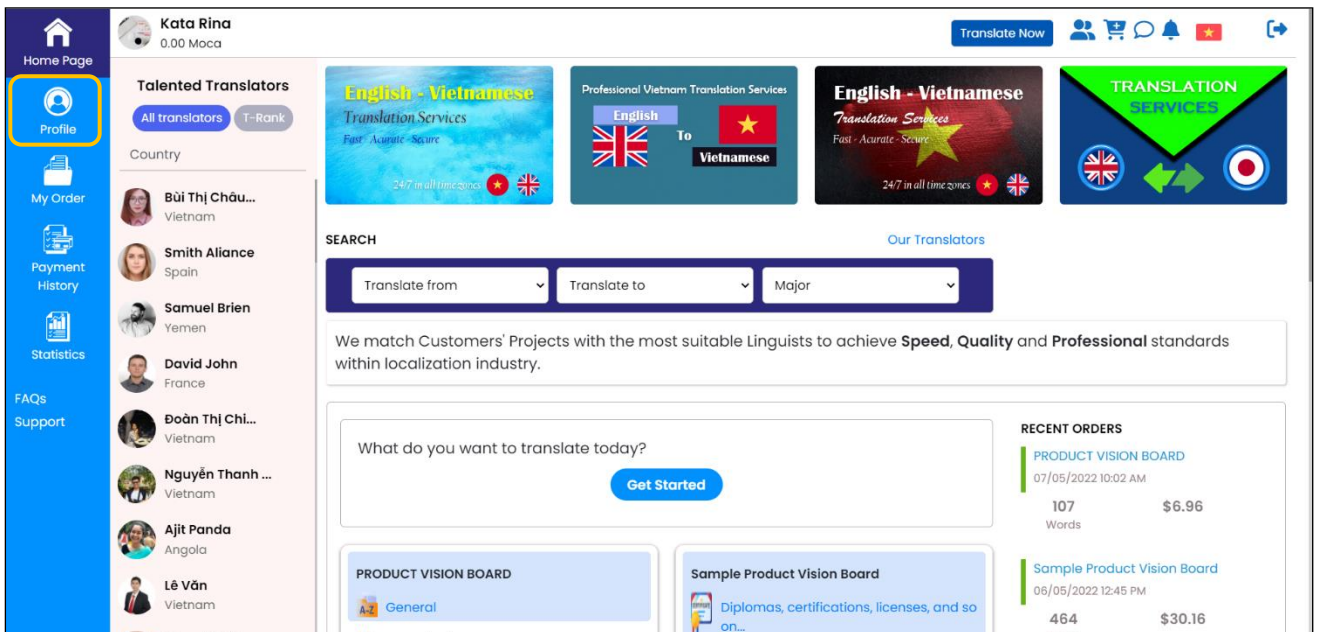 Home Page
Profile
My Order
Payment
History
Statistics
FAQs
Support
Kata Rina
0.00 Moca
Translate Now
Talented Translators
All translators
T-Rank
Country
Bùi Thị Châu...
Vietnam
Smith Aliance
Spain
Samuel Brien
Yemen
David John
France
Đoàn Thị Chi...
Vietnam
Nguyễn Thanh ...
Vietnam
Ajit Panda
Angola
Lê Văn
Vietnam
English - Vietnamese
Translation Services
Fast - Acurate - Secure
24/7 in all time zones
Professional Vietnam Translation Services
English
To
Vietnamese
English - Vietnamese
Translation Services
Fast - Acurate - Secure
24/7 in all time zones
TRANSLATION
SERVICES
SEARCH
Our Translators
Translate from
Translate to
Major
We match Customers' Projects with the most suitable Linguists to achieve Speed, Quality and Professional standards
within localization industry.
What do you want to translate today?
Get Started
PRODUCT VISION BOARD
A-Z
General
Sample Product Vision Board
Diplomas, certifications, licenses, and so
on...
RECENT ORDERS
PRODUCT VISION BOARD
07/05/2022 10:02 AM
107 $6.96
Words
Sample Product Vision Board
06/05/2022 12:45 PM
464 $30.16